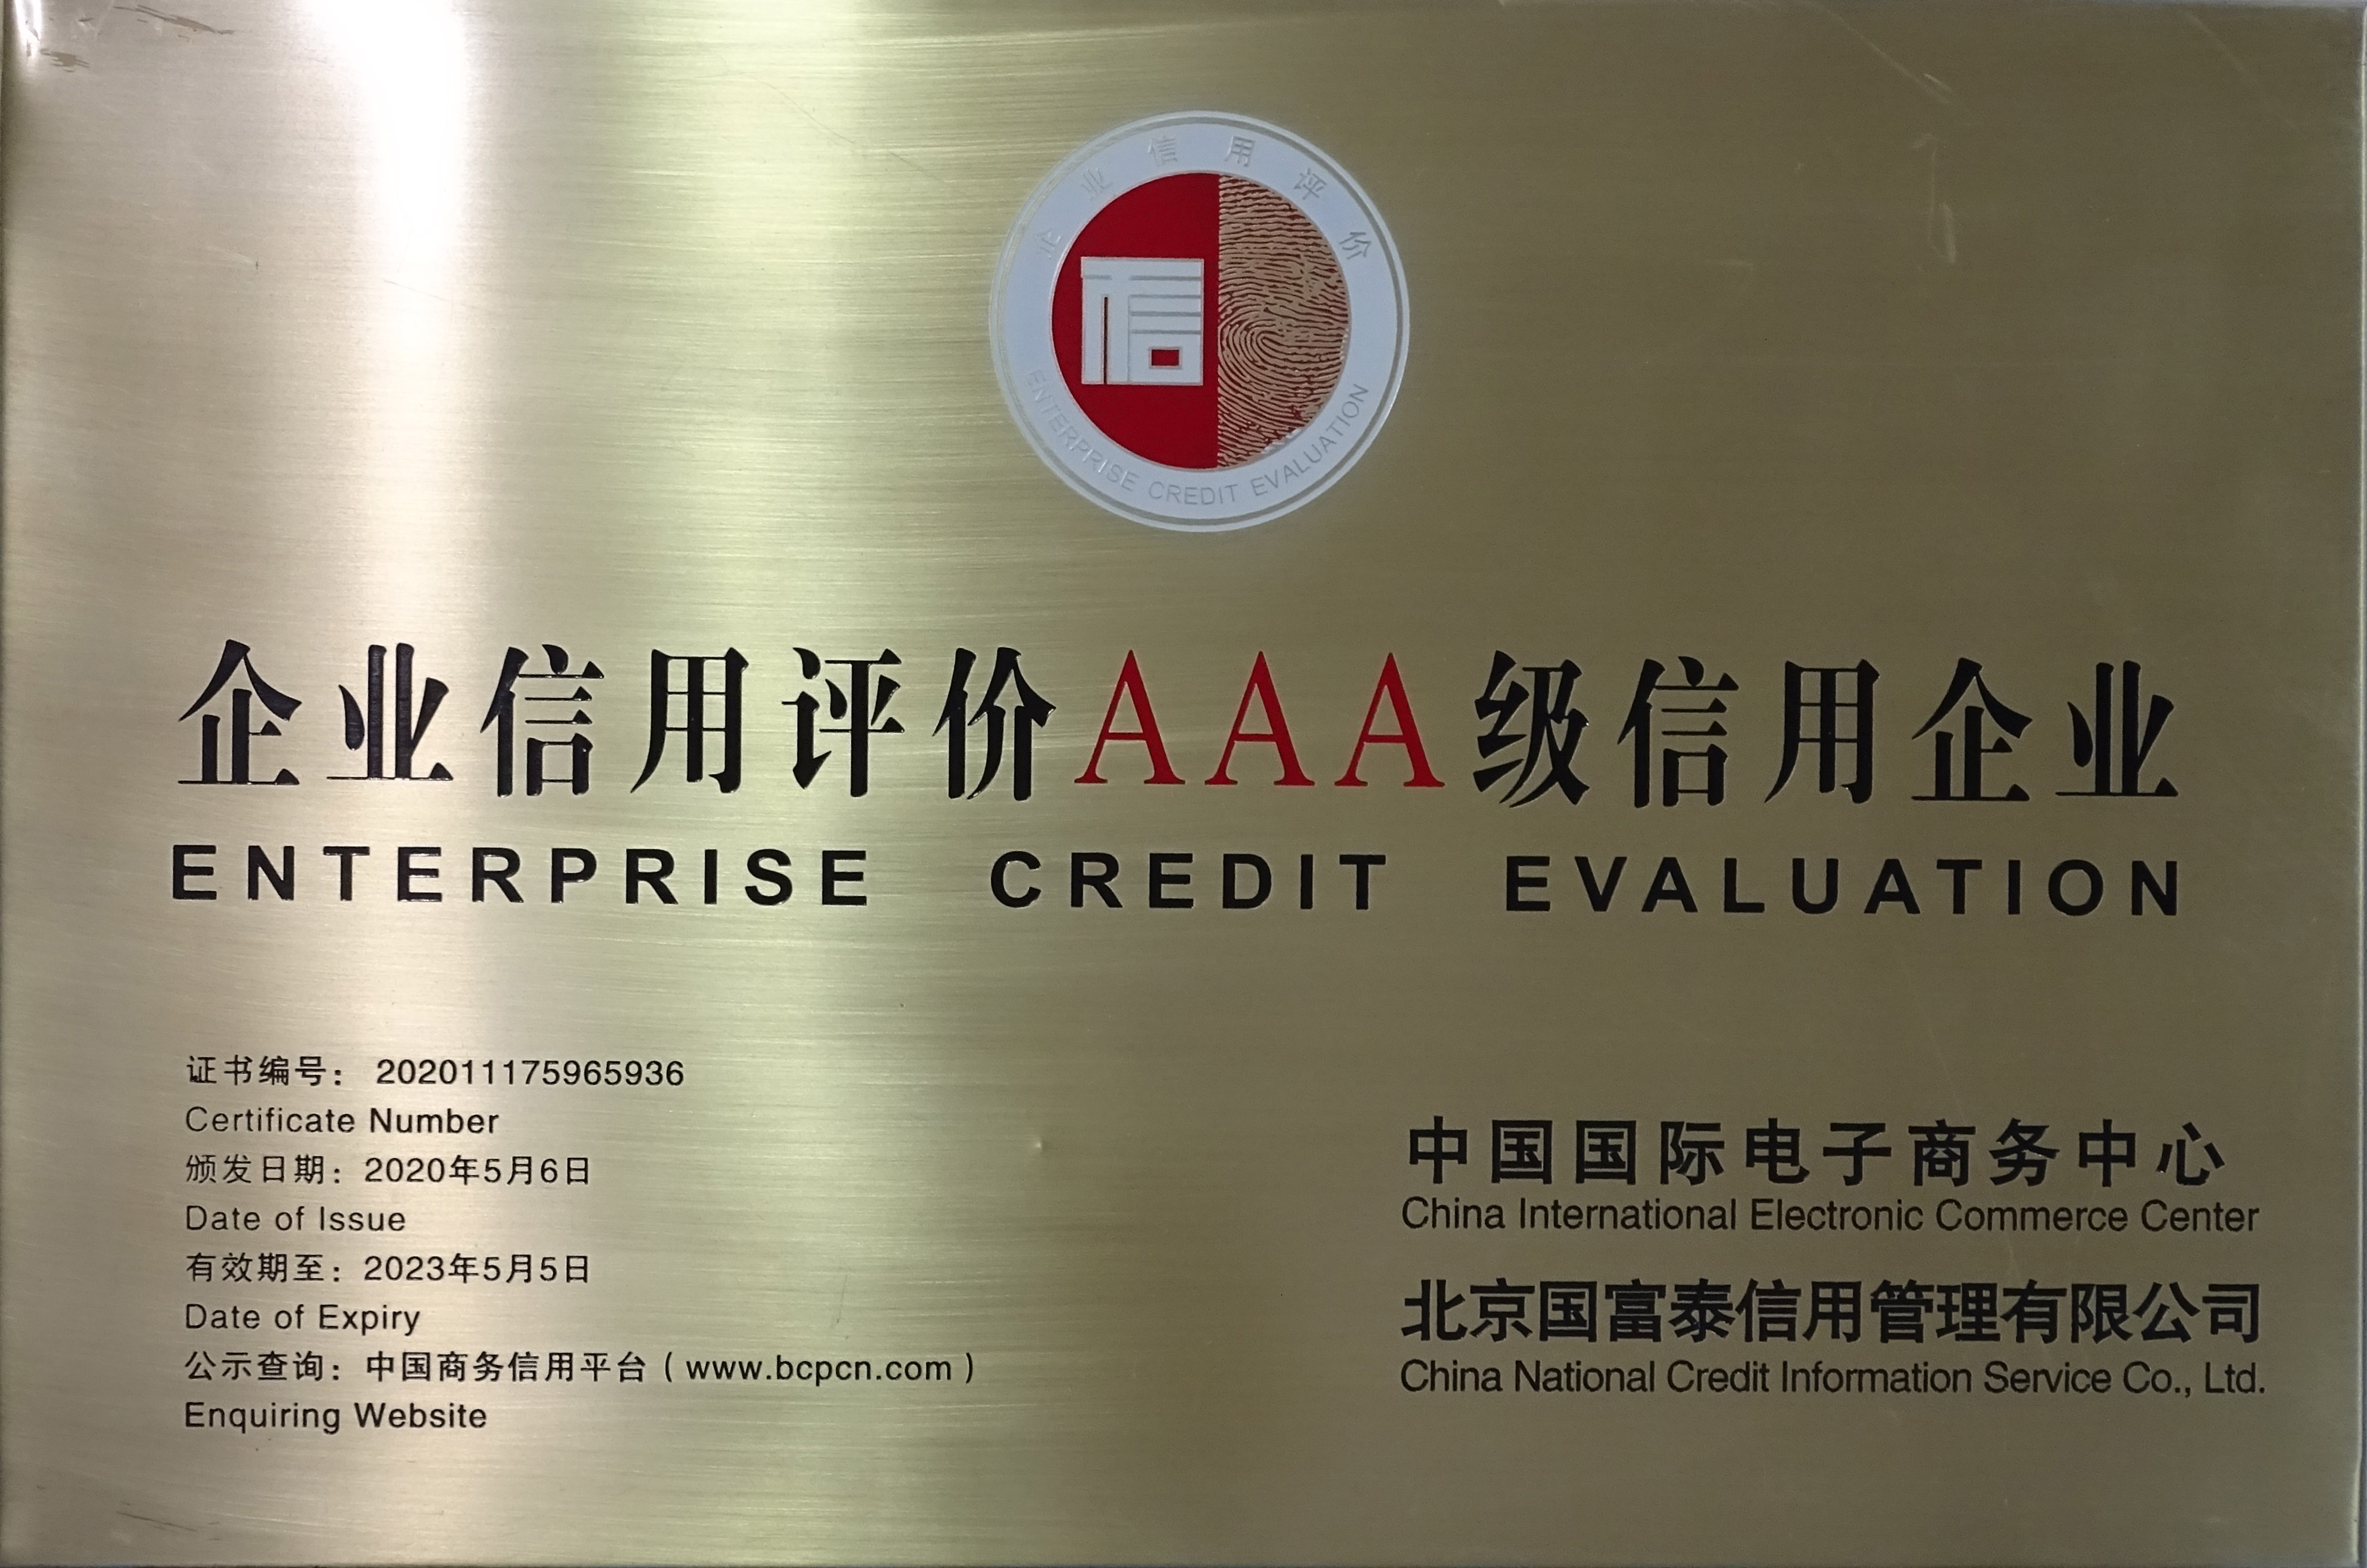 企业信用评价
信
ENTERPRISE CREDIT EVALUATION
企业信用评价AAA级信用企业
ENTERPRISE CREDIT EVALUATION
证书编号： 202011175965936
Certificate Number
颁发日期：2020年5月6日
Date of Issue
有效期至：2023年5月5日
Date of Expiry
公示查询：中国商务信用平台（www.bcpcn.com）
Enquiring Website
中国国际电子商务中心
China International Electronic Commerce Center
北京国富泰信用管理有限公司
China National Credit Information Service Co., Ltd.